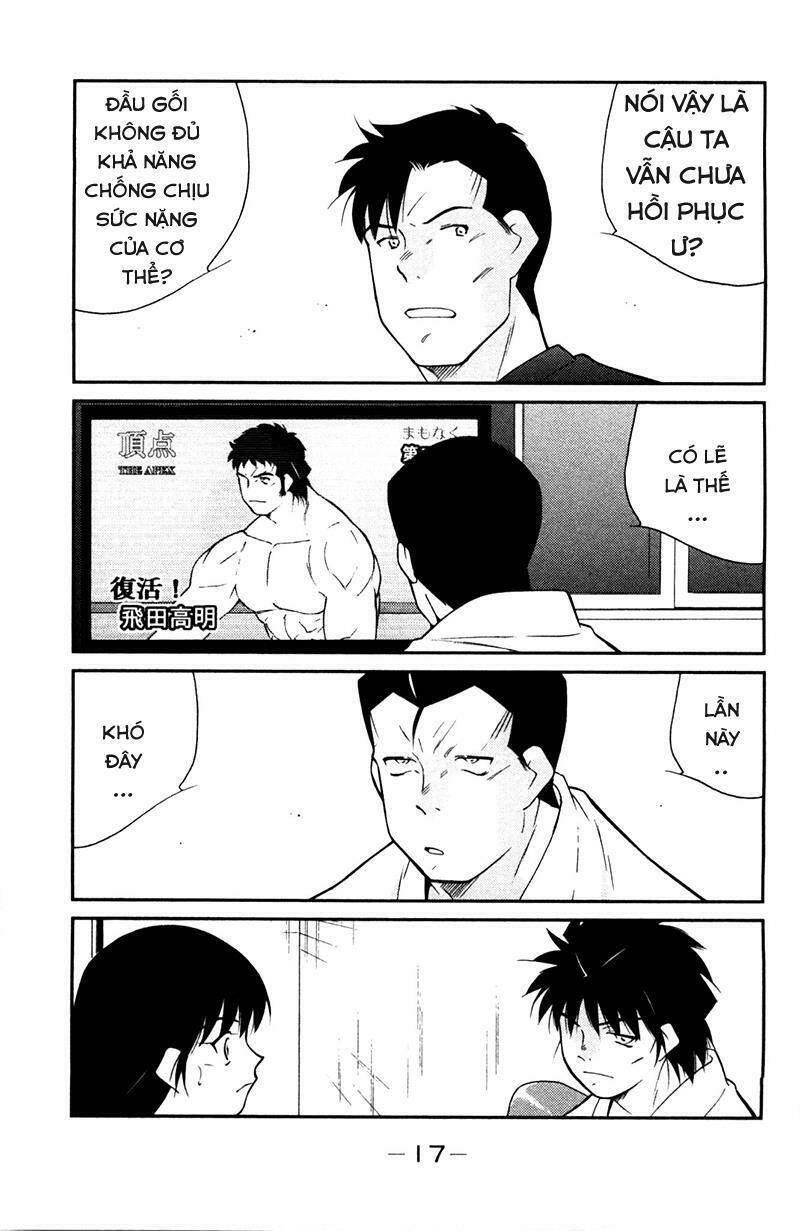 NÓI VẬY LÀ
CẬU TA
VẪN CHƯA
HỒI PHỤC
Ư?
ĐẦU GỐI
KHÔNG ĐỦ
KHẢ NĂNG
CHỐNG CHỊU
SỨC NẶNG
CỦA CƠ
THỂ?
CÓ LẼ
LÀ THẾ
...
頂点
THE APEX
まもなく
第
復活！
飛田高明
LẦN
NÀY
..
KHÓ
ĐÂY
...
—17—